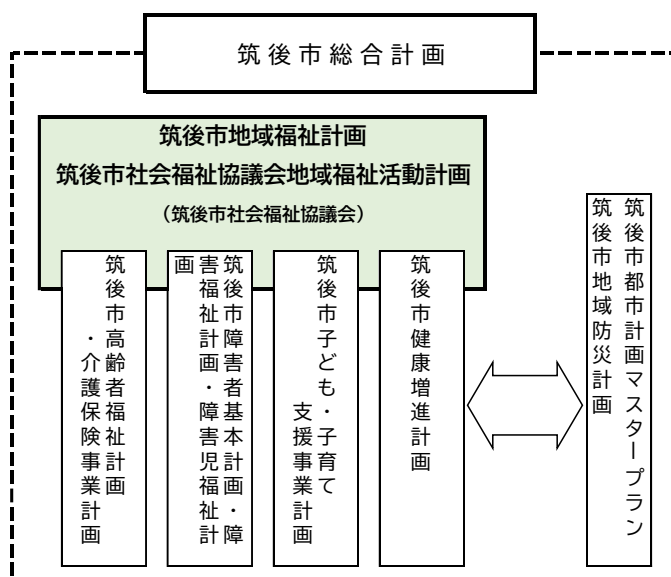 筑後市総合計画
筑後市地域福祉計画
筑後市社会福祉協議会地域福祉活動計画
（筑後市社会福祉協議会）
筑後市高齢者福祉計画
・介護保険事業計画
筑後市障害者基本計画・障
害福祉計画・障害児福祉計
画
筑後市子ども・子育て
支援事業計画
筑後市健康増進計画
筑後市都市計画マスタープラン
筑後市地域防災計画